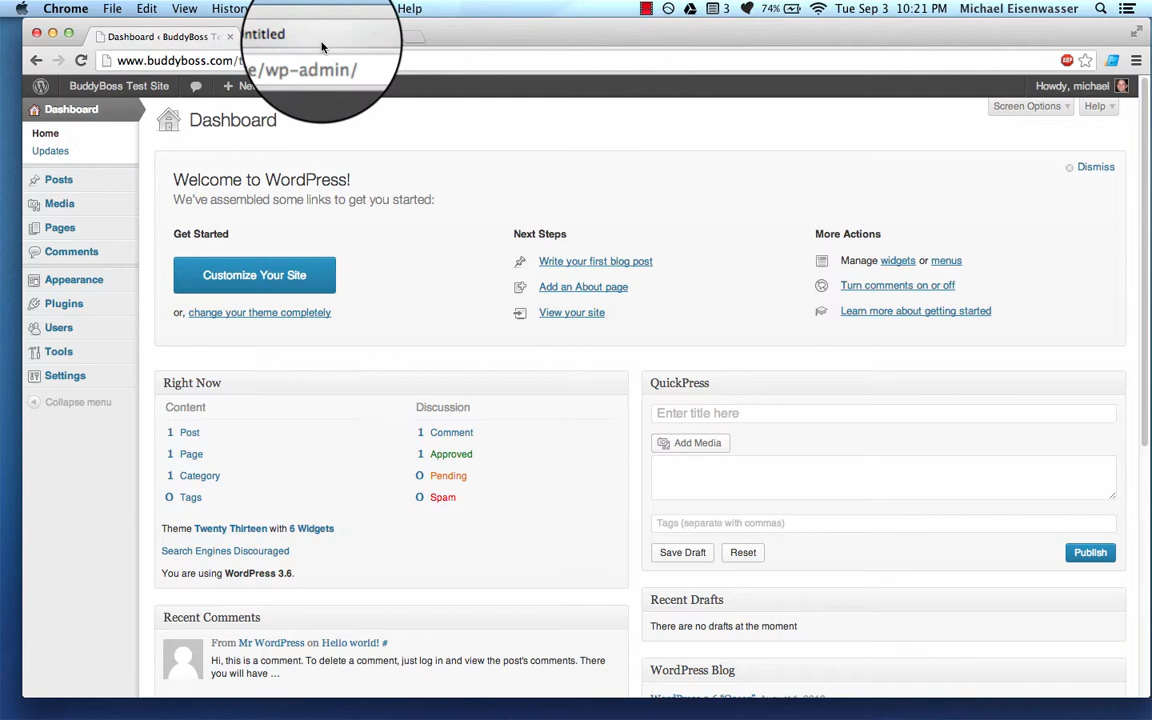 Chrome File Edit View Histor Help 3 74% Tue Sep 3 10:21 PM Michael Eisenwasser
Dashboard ‹ BuddyBoss Te × ntitled
www.buddyboss.com/t e/wp-admin/
BuddyBoss Test Site + Ne Howdy, michael
Dashboard
Home
Updates
Posts
Media
Pages
Comments
Appearance
Plugins
Users
Tools
Settings
Collapse menu
Screen Options Help
Dashboard
Dismiss
Welcome to WordPress!
We've assembled some links to get you started:
Get Started
Customize Your Site
or, change your theme completely
Next Steps
Write your first blog post
Add an About page
View your site
More Actions
Manage widgets or menus
Turn comments on or off
Learn more about getting started
Right Now
Content
1 Post
1 Page
1 Category
0 Tags
Discussion
1 Comment
1 Approved
0 Pending
0 Spam
Theme Twenty Thirteen with 6 Widgets
Search Engines Discouraged
You are using WordPress 3.6.
Recent Comments
From Mr WordPress on Hello world! #
Hi, this is a comment. To delete a comment, just log in and view the post's comments. There
you will have ...
QuickPress
Enter title here
Add Media
Tags (separate with commas)
Save Draft Reset Publish
Recent Drafts
There are no drafts at the moment
WordPress Blog